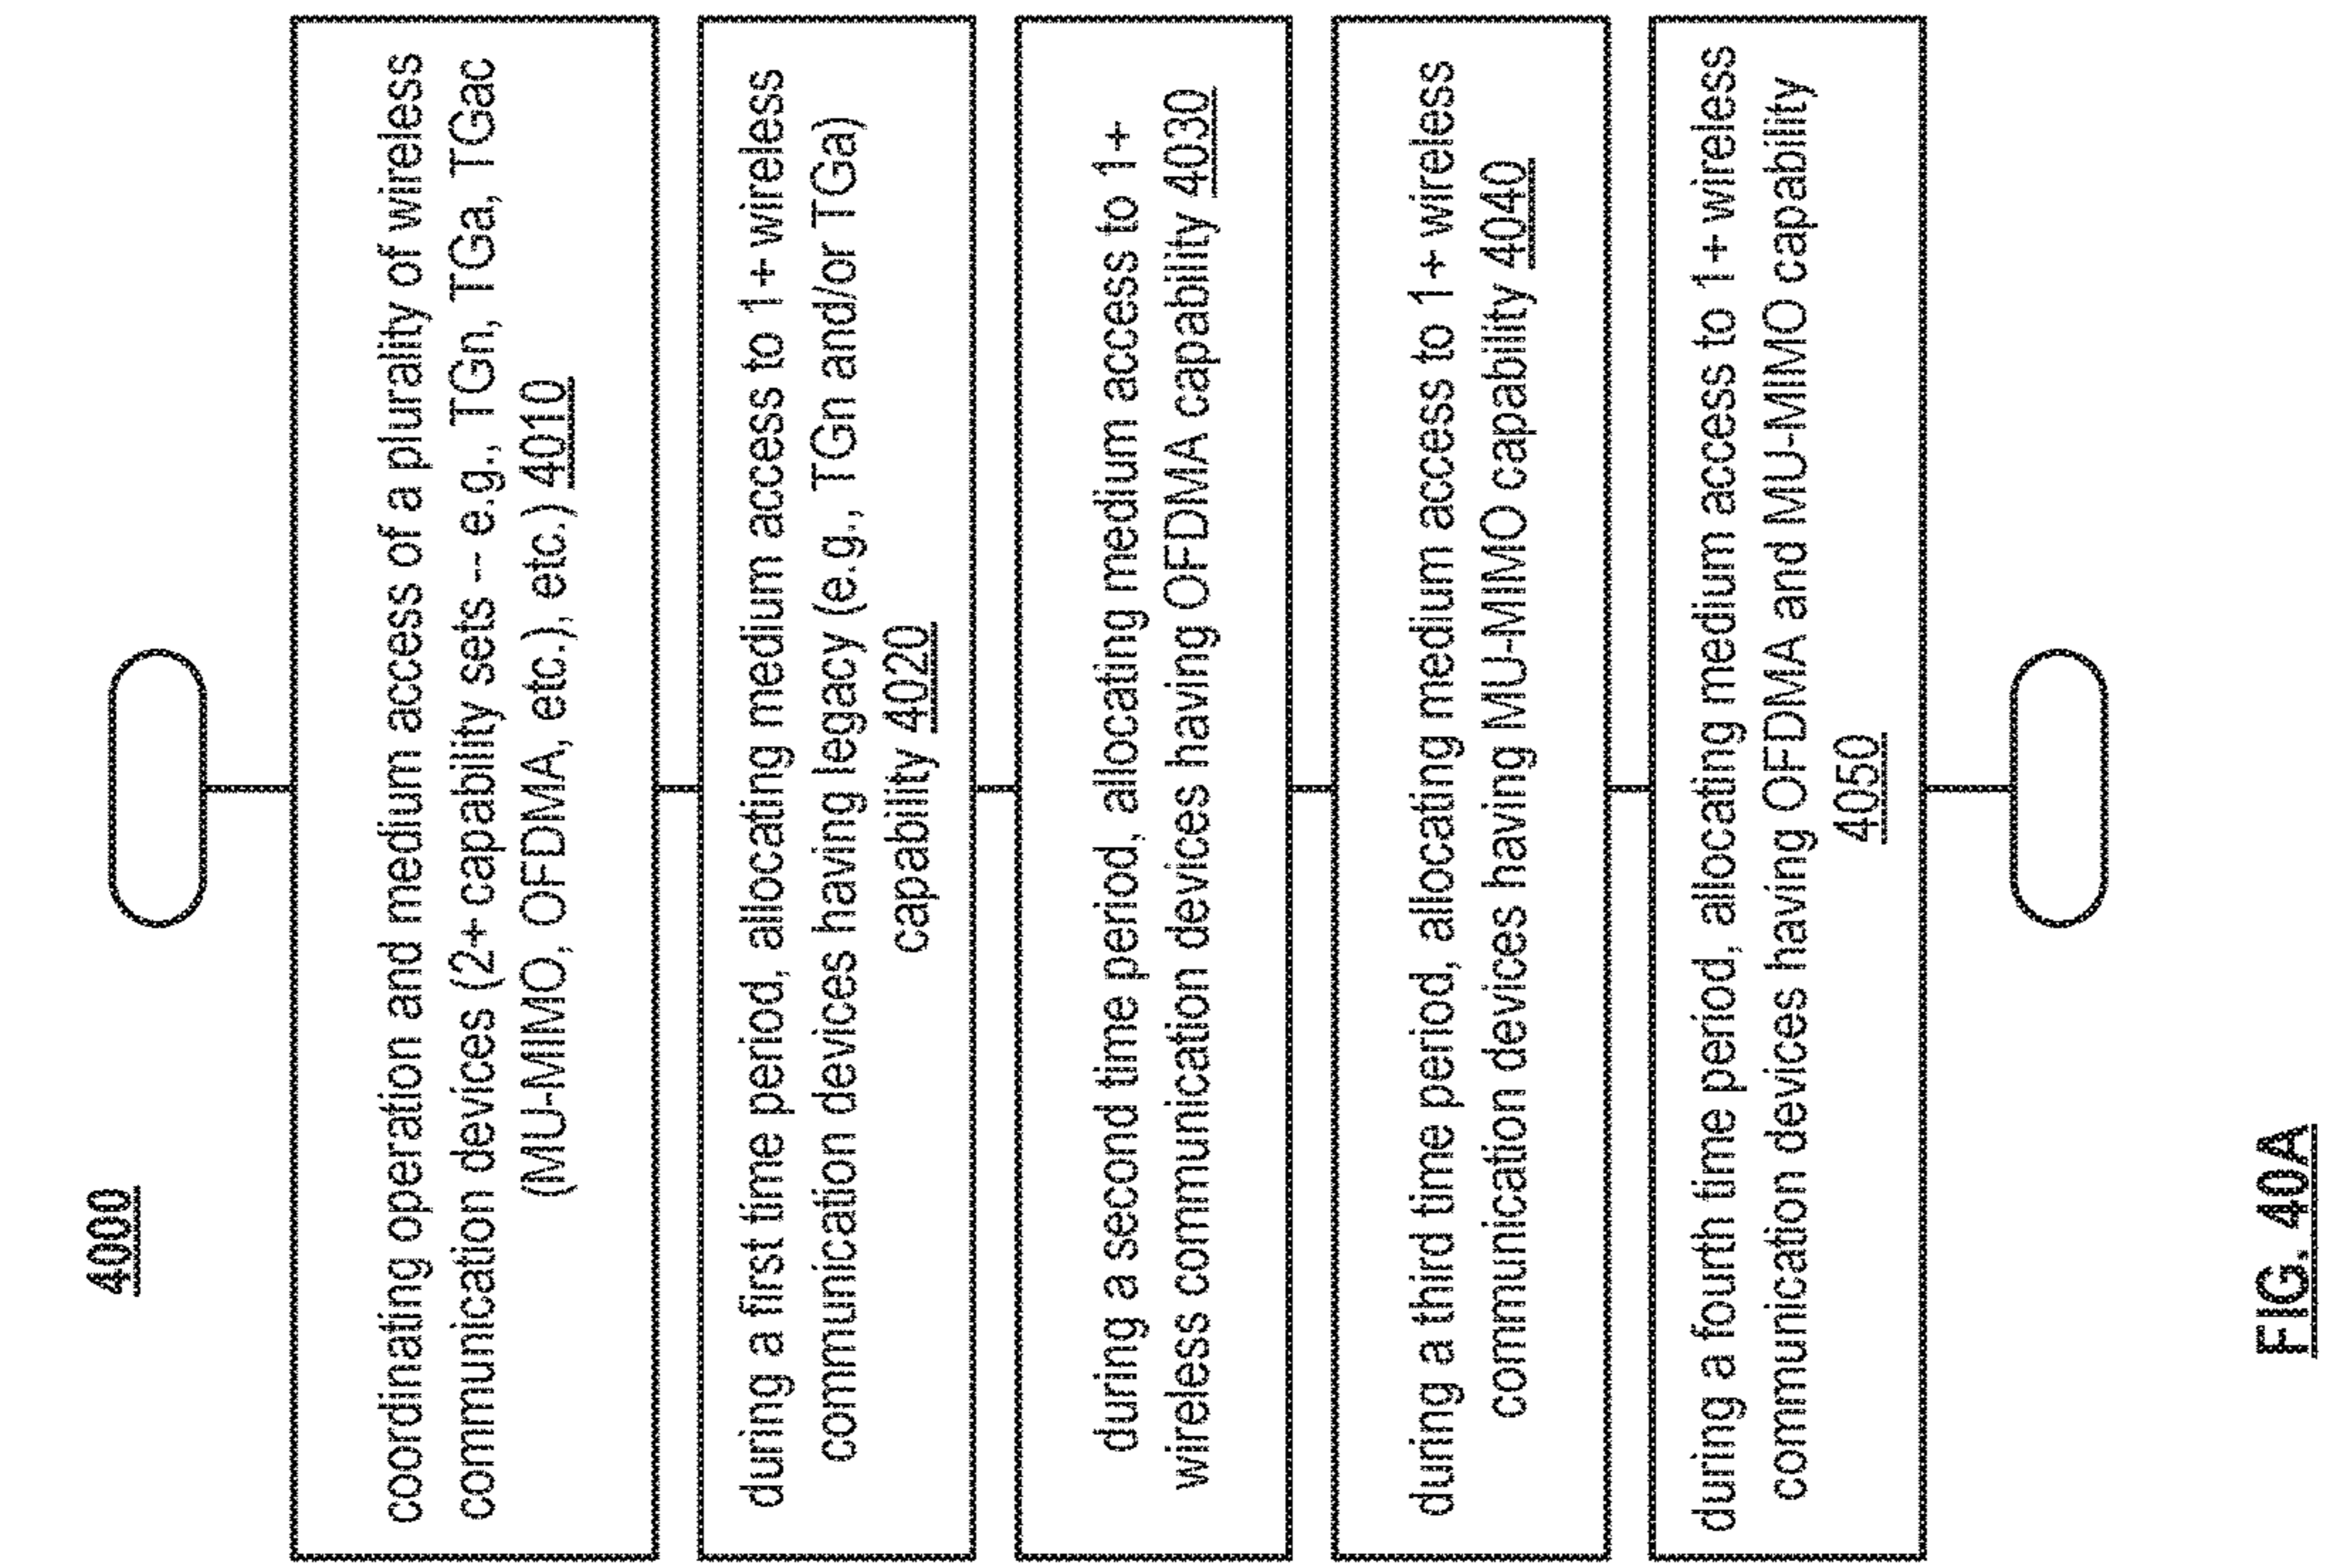 4000
coordinating operation and medium access of a plurality of wireless
communication devices (2+ capability sets -- e.g., TGn, TGa, TGac
(MU-MIMO, OFDMA, etc.), etc.) 4010
during a first time period, allocating medium access to 1+ wireless
communication devices having legacy (e.g., TGn and/or TGa)
capability 4020
during a second time period, allocating medium access to 1+
wireless communication devices having OFDMA capability 4030
during a third time period, allocating medium access to 1+ wireless
communication devices having MU-MIMO capability 4040
during a fourth time period, allocating medium access to 1+ wireless
communication devices having OFDMA and MU-MIMO capability
4050
FIG. 40A